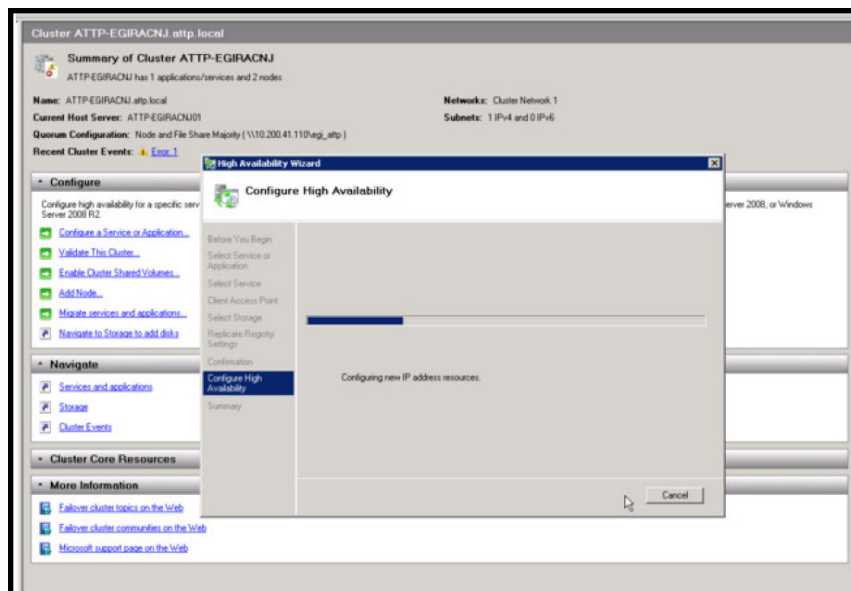 Cluster ATTP-EGIRACNJ.attp.local
Summary of Cluster ATTP-EGIRACNJ
ATTP-EGIRACNJ has 1 applications/services and 2 nodes
Name: ATTP-EGIRACNJ.attp.local
Networks: Cluster Network 1
Current Host Server: ATTP-EGIRACNJ01
Subnets: 1 IPv4 and 0 IPv6
Quorum Configuration: Node and File Share Majority (\\10.200.41.110\egi_attp)
Recent Cluster Events: Error: 1
Configure
Configure high availability for a specific serv
erver 2008, or Windows
Server 2008 R2.
Configure a Service or Application...
Validate This Cluster...
Enable Cluster Shared Volumes...
Add Node...
Migrate services and applications...
Navigate to Storage to add disks
Navigate
Services and applications
Storage
Cluster Events
Cluster Core Resources
More Information
Failover cluster topics on the Web
Failover cluster communities on the Web
Microsoft support page on the Web
High Availability Wizard
Configure High Availability
Before You Begin
Select Service or
Application
Select Service
Client Access Point
Select Storage
Replicate Registry
Settings
Confirmation
Configure High
Availability
Summary
Configuring new IP address resources.
Cancel